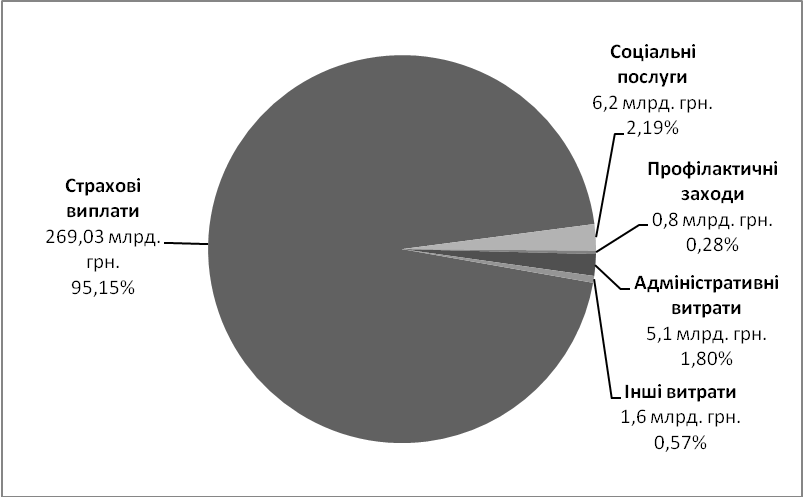 Соціальні
послуги
6,2 млрд. грн.
2,19%
Профілактичні
заходи
0,8 млрд. грн.
0,28%
Страхові
виплати
269,03 млрд.
грн.
95,15%
Адміністративні
витрати
5,1 млрд. грн.
1,80%
Інші витрати
1,6 млрд. грн.
0,57%